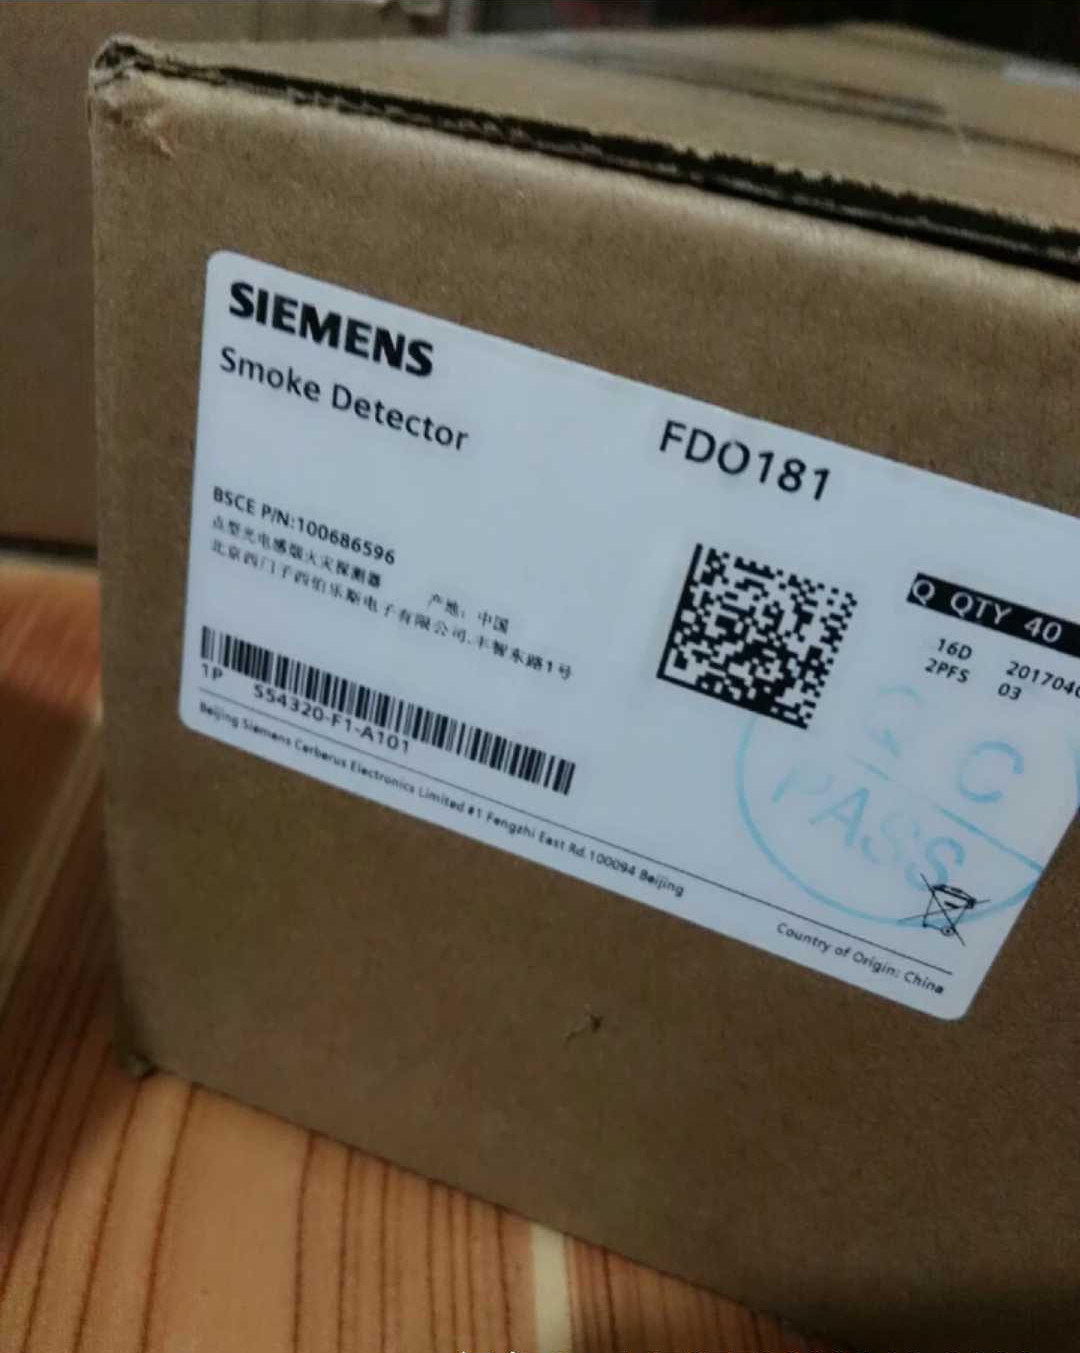 SIEMENS
Smoke Detector
FDO181
BSCE P/N:100686596
点型光电感烟火灾探测器
产地：中国
北京西门子西伯乐斯电子有限公司.丰智东路1号
Q QTY 40
16D 201704
2PFS 03
1P S54320-F1-A101
QC
PASS
Beijing Siemens Cerberus Electronics Limited #1 Fengzhi East Rd.100094 Beijing
Country of Origin: China